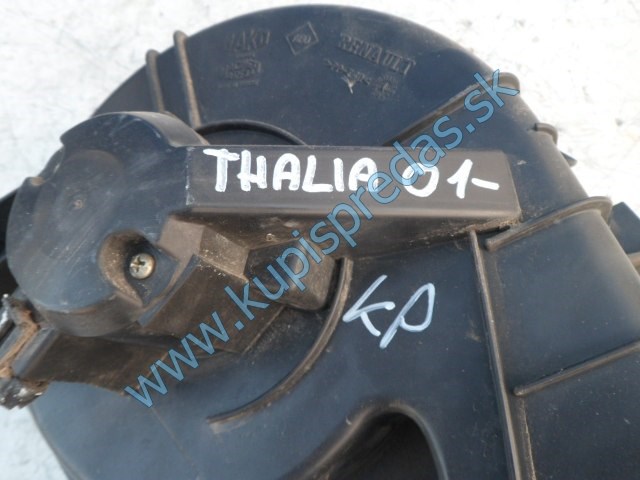 RENAULT
THALIA 01-
KP
www.kupispredas.sk